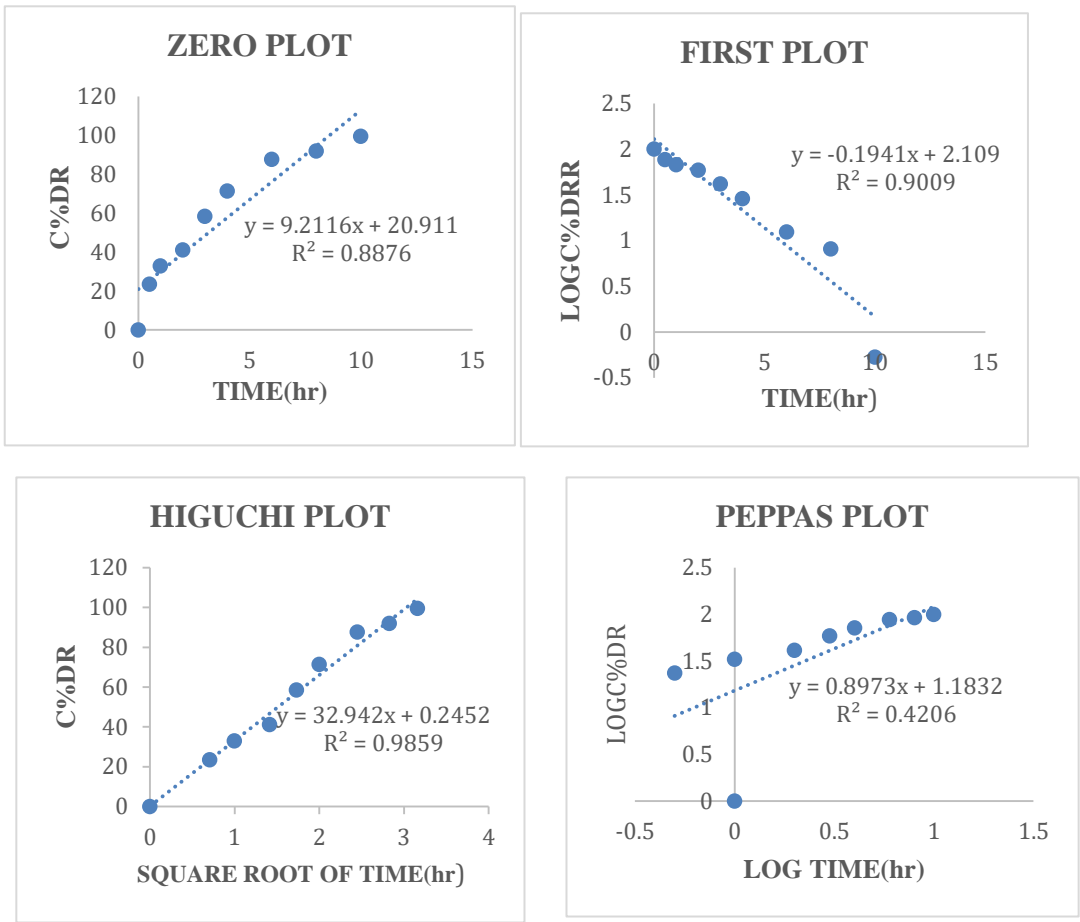 ZERO PLOT
C%DR
120
100
80
60
40
20
0
y = 9.2116x + 20.911
R² = 0.8876
0 5 10 15
TIME(hr)
FIRST PLOT
LOGC%DRR
2.5
2
1.5
1
0.5
0
-0.5
y = -0.1941x + 2.109
R² = 0.9009
0 5 10 15
TIME(hr)
HIGUCHI PLOT
C%DR
120
100
80
60
40
20
0
y = 32.942x + 0.2452
R² = 0.9859
0 1 2 3 4
SQUARE ROOT OF TIME(hr)
PEPPAS PLOT
LOGC%DR
2.5
2
1.5
1
0.5
0
y = 0.8973x + 1.1832
R² = 0.4206
-0.5 0 0.5 1 1.5
LOG TIME(hr)